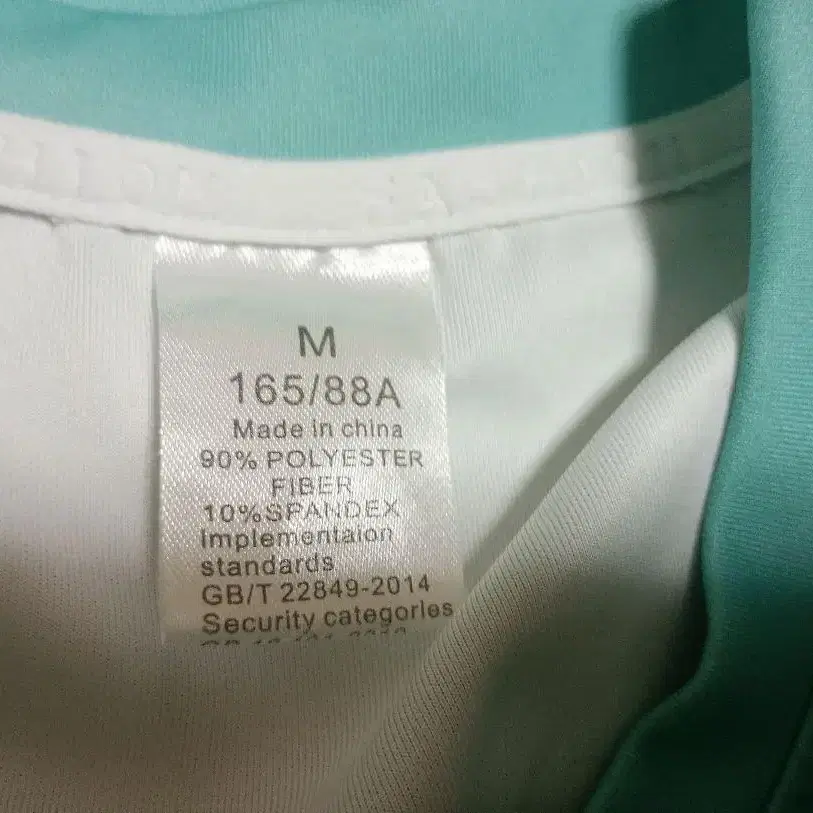 M
165/88A
Made in china
90% POLYESTER
FIBER
10%SPANDEX
Implementaion
standards
GB/T 22849-2014
Security categories